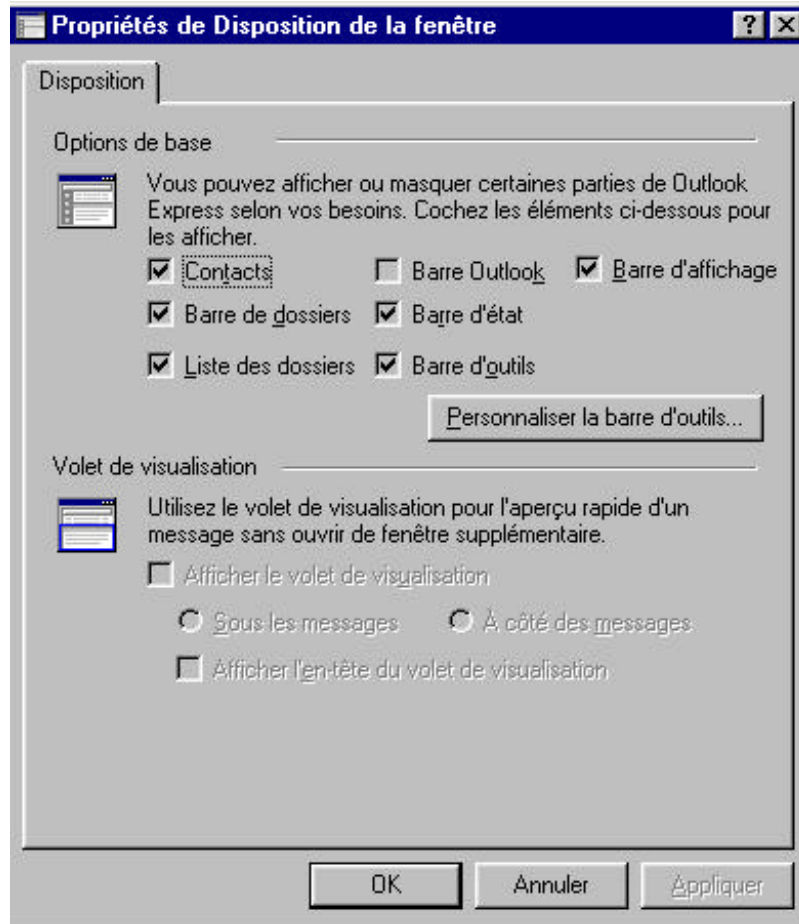 Propriétés de Disposition de la fenêtre
Disposition
Options de base
Vous pouvez afficher ou masquer certaines parties de Outlook
Express selon vos besoins. Cochez les éléments ci-dessous pour
les afficher.
Contacts Barre Outlook Barre d'affichage
Barre de dossiers Barre d'état
Liste des dossiers Barre d'outils
Personnaliser la barre d'outils...
Volet de visualisation
Utilisez le volet de visualisation pour l'aperçu rapide d'un
message sans ouvrir de fenêtre supplémentaire.
Afficher le volet de visualisation
Sous les messages À côté des messages
Afficher l'en-tête du volet de visualisation
OK Annuler Appliquer